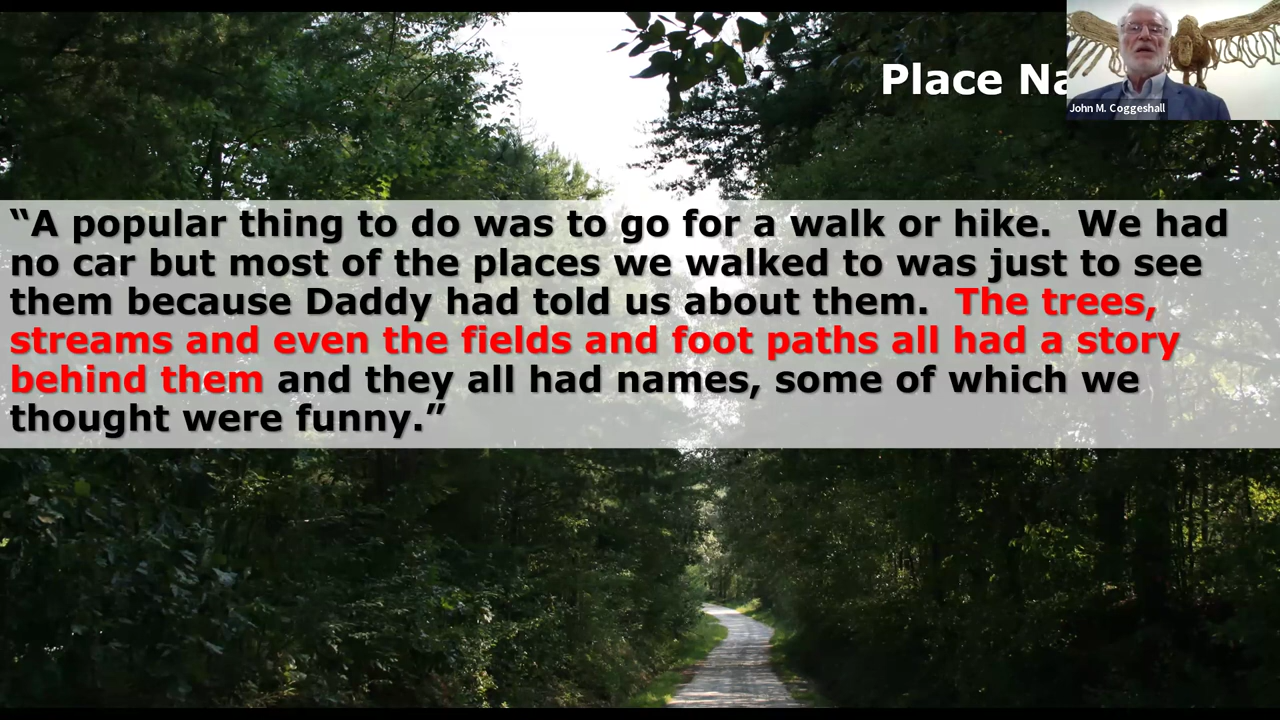 Place Na
John M. Coggeshall
“A popular thing to do was to go for a walk or hike.  We had
no car but most of the places we walked to was just to see
them because Daddy had told us about them.  The trees,
streams and even the fields and foot paths all had a story
behind them and they all had names, some of which we
thought were funny.”